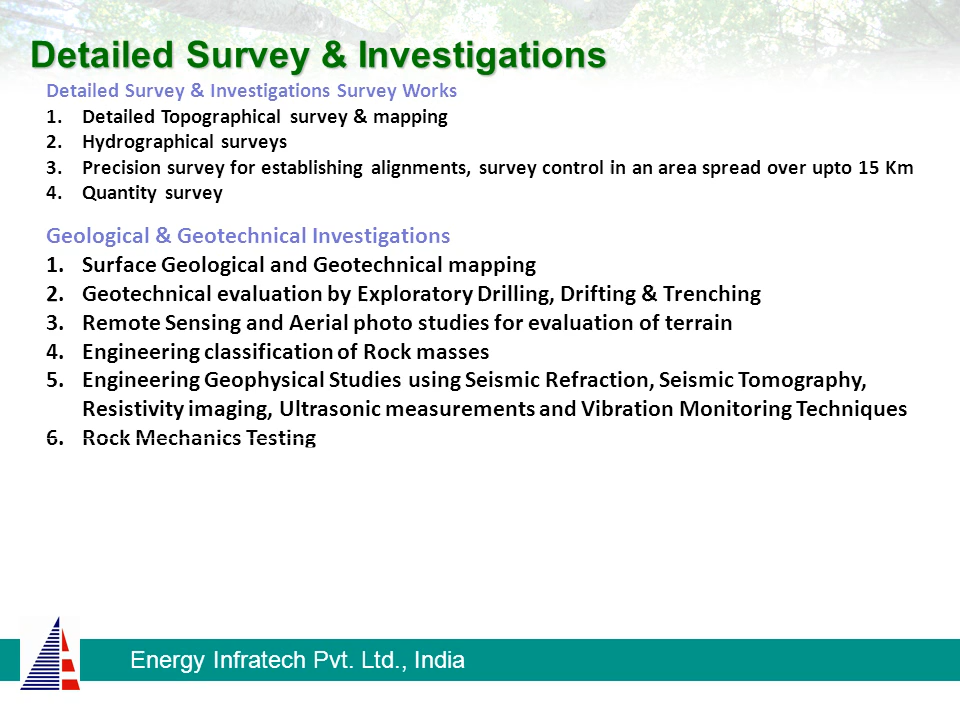 Detailed Survey & Investigations
Detailed Survey & Investigations Survey Works
1. Detailed Topographical survey & mapping
2. Hydrographical surveys
3. Precision survey for establishing alignments, survey control in an area spread over upto 15 Km
4. Quantity survey
Geological & Geotechnical Investigations
1. Surface Geological and Geotechnical mapping
2. Geotechnical evaluation by Exploratory Drilling, Drifting & Trenching
3. Remote Sensing and Aerial photo studies for evaluation of terrain
4. Engineering classification of Rock masses
5. Engineering Geophysical Studies using Seismic Refraction, Seismic Tomography,
Resistivity imaging, Ultrasonic measurements and Vibration Monitoring Techniques
6. Rock Mechanics Testing
Energy Infratech Pvt. Ltd., India